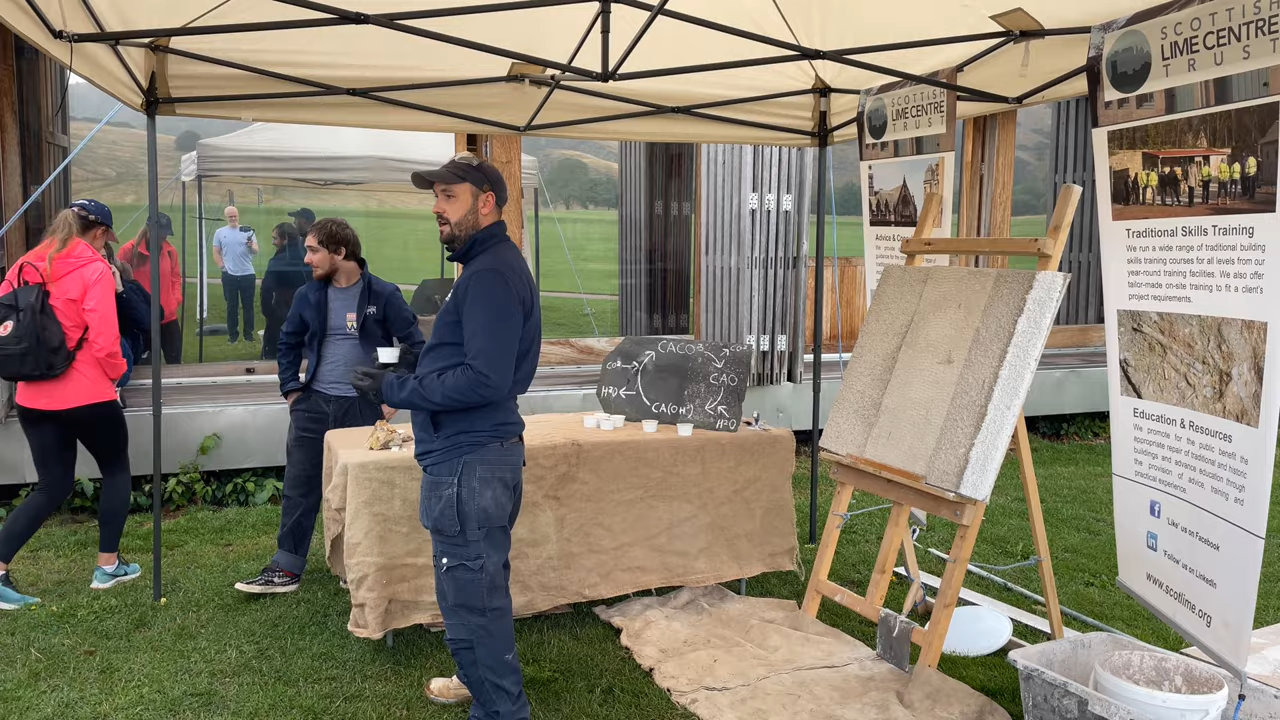 SCOTTISH
LIME CENTRE
TRUST
SCOTTISH
LIME CENTRE
TRUST
Advice &
We provide
Traditional Skills Training
We run a wide range of traditional building
skills training courses for all levels from our
year-round training facilities. We also offer
tailor-made on-site training to fit a client's
project requirements.
Education & Resources
We promote for the public benefit the
appropriate repair of traditional and historic
buildings and advance education through
the provision of advice, training and
practical experience.
'Like' us on Facebook
'Follow' us on LinkedIn
www.scotlime.org
CACO³
CO²
CO²
CAO
H²O
CA(OH)²
H²O